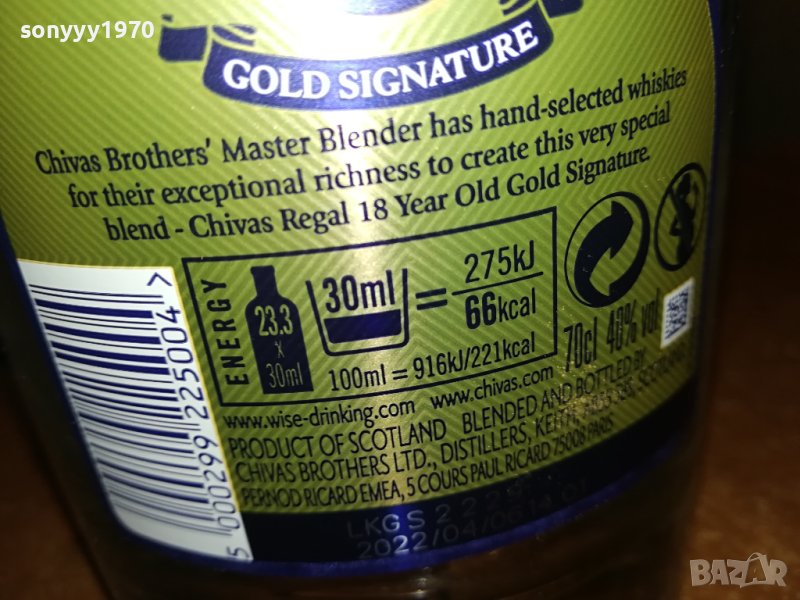 sonyyy1970
GOLD SIGNATURE
Chivas Brothers' Master Blender has hand-selected whiskies
for their exceptional richness to create this very special
blend - Chivas Regal 18 Year Old Gold Signature.
ENERGY
23.3
x
30ml
30ml
=
275kJ
66kcal
100ml = 916kJ/221kcal
70cl 40% vol
www.wise-drinking.com www.chivas.com
PRODUCT OF SCOTLAND BLENDED AND BOTTLED BY
CHIVAS BROTHERS LTD., DISTILLERS, KEITH,
PERNOD RICARD EMEA, 5 COURS PAUL RICARD 75008 PARIS
5 000299 225004 >
LKGS
2022/04/06
BAZAR